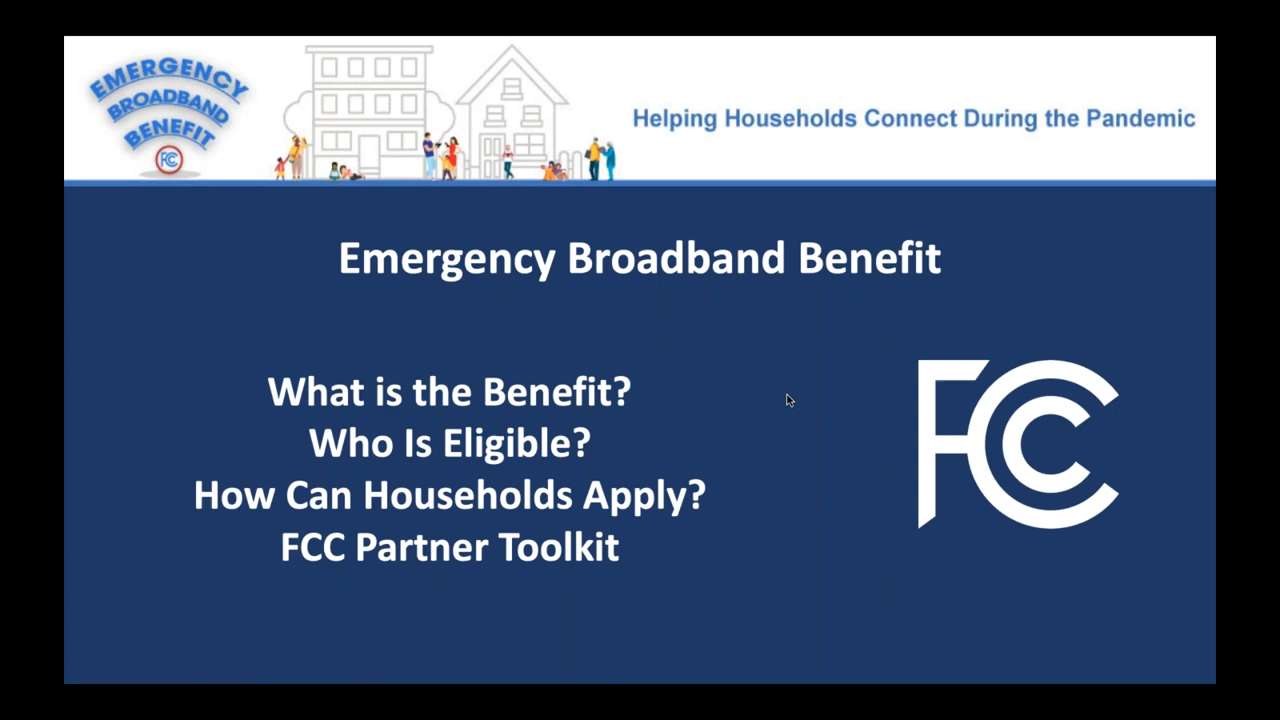 EMERGENCY
BROADBAND
BENEFIT
FCC
Helping Households Connect During the Pandemic
Emergency Broadband Benefit
What is the Benefit?
Who Is Eligible?
How Can Households Apply?
FCC Partner Toolkit
FCC